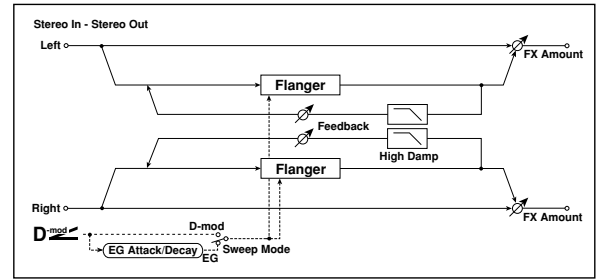 Stereo In - Stereo Out
Left
FX Amount
Flanger
Feedback
High Damp
Flanger
Right
FX Amount
D-mod
D-mod
EG Attack/Decay
EG
Sweep Mode